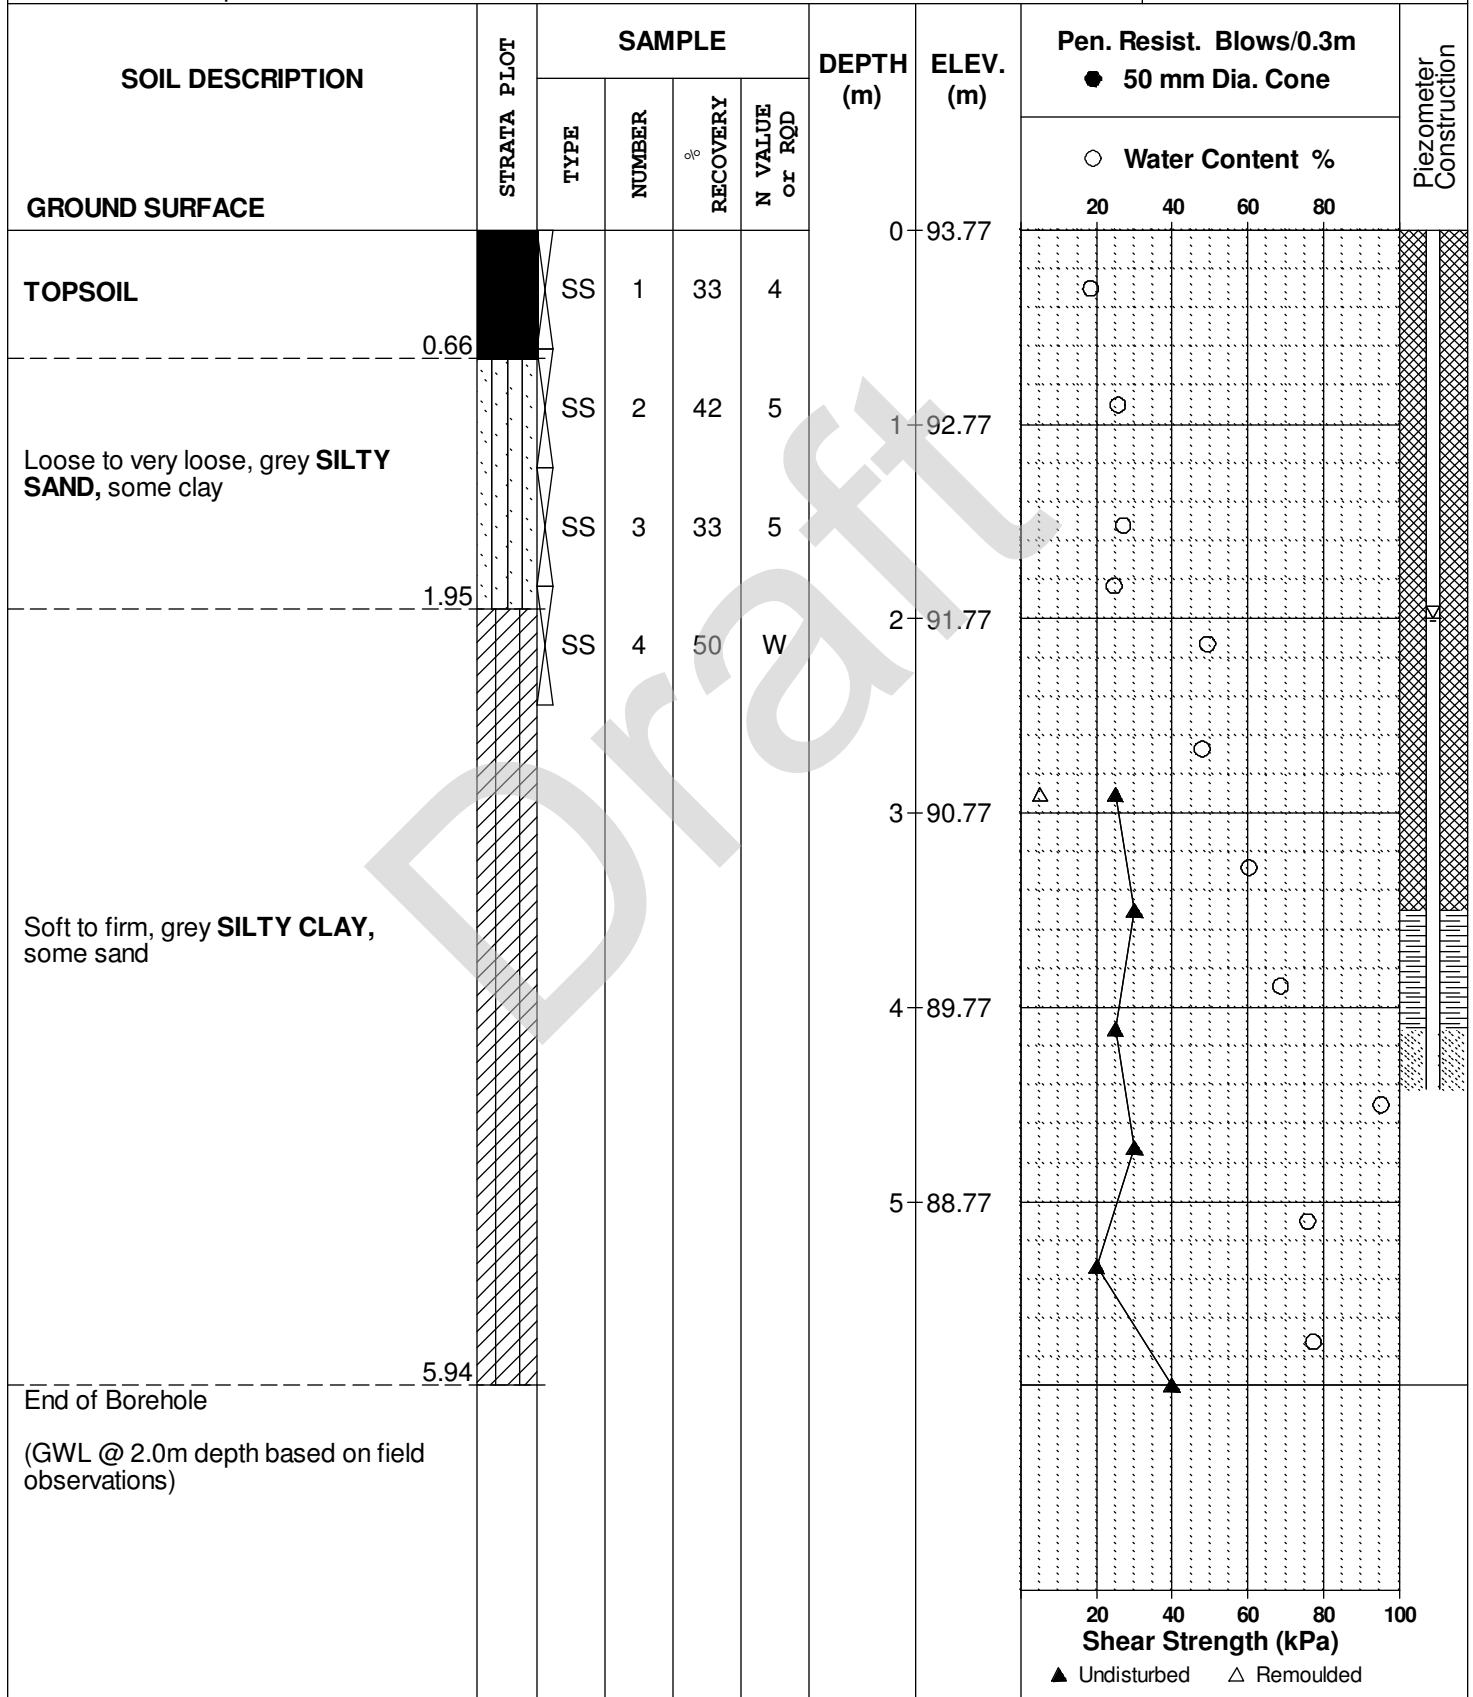 SOIL DESCRIPTION
GROUND SURFACE
STRATA PLOT
SAMPLE
TYPE
NUMBER
%
RECOVERY
N VALUE
or RQD
DEPTH
(m)
ELEV.
(m)
Pen. Resist. Blows/0.3m
● 50 mm Dia. Cone
○ Water Content %
20 40 60 80
Piezometer
Construction
0 93.77
TOPSOIL
SS 1 33 4
0.66
SS 2 42 5
1 92.77
Loose to very loose, grey SILTY
SAND, some clay
SS 3 33 5
1.95
2 91.77
SS 4 50 W
3 90.77
Soft to firm, grey SILTY CLAY,
some sand
4 89.77
5 88.77
5.94
End of Borehole
(GWL @ 2.0m depth based on field
observations)
20 40 60 80 100
Shear Strength (kPa)
▲ Undisturbed △ Remoulded
Draft